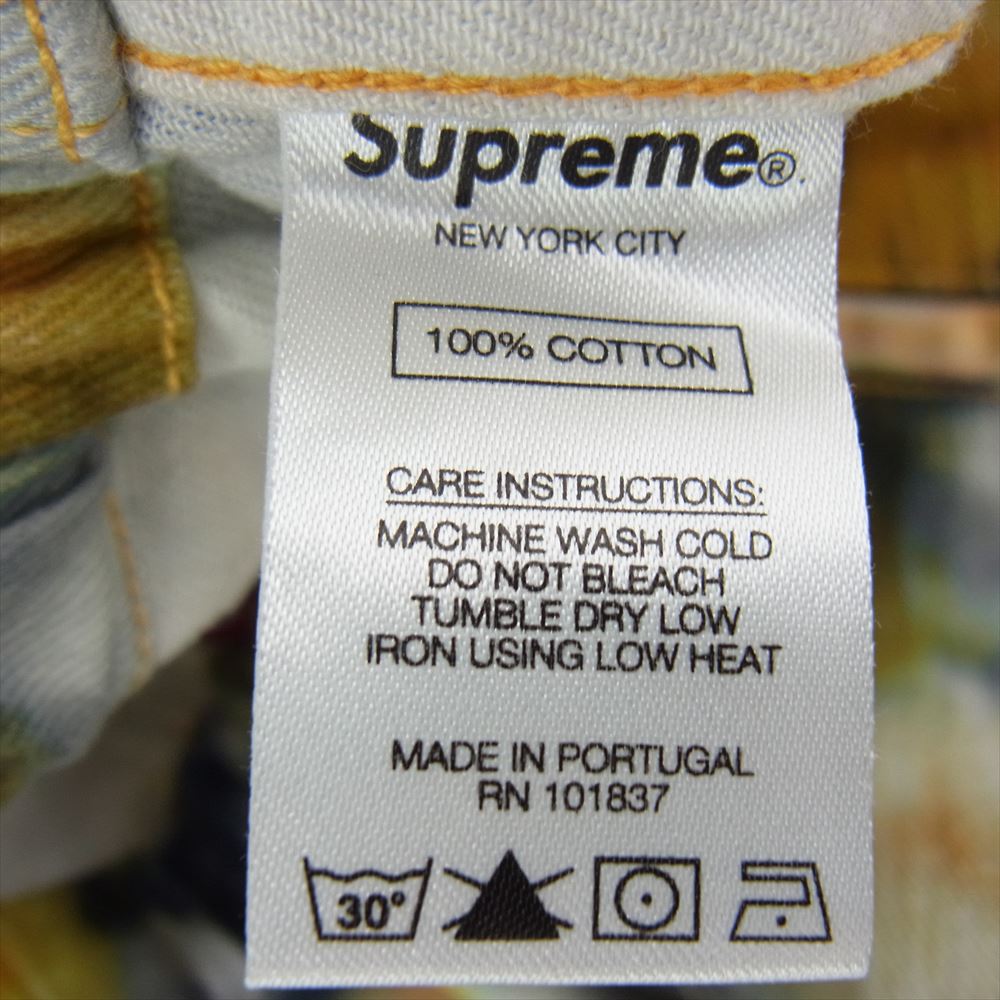 Supreme®.
NEW YORK CITY
100% COTTON
CARE INSTRUCTIONS:
MACHINE WASH COLD
DO NOT BLEACH
TUMBLE DRY LOW
IRON USING LOW HEAT
MADE IN PORTUGAL
RN 101837
30°